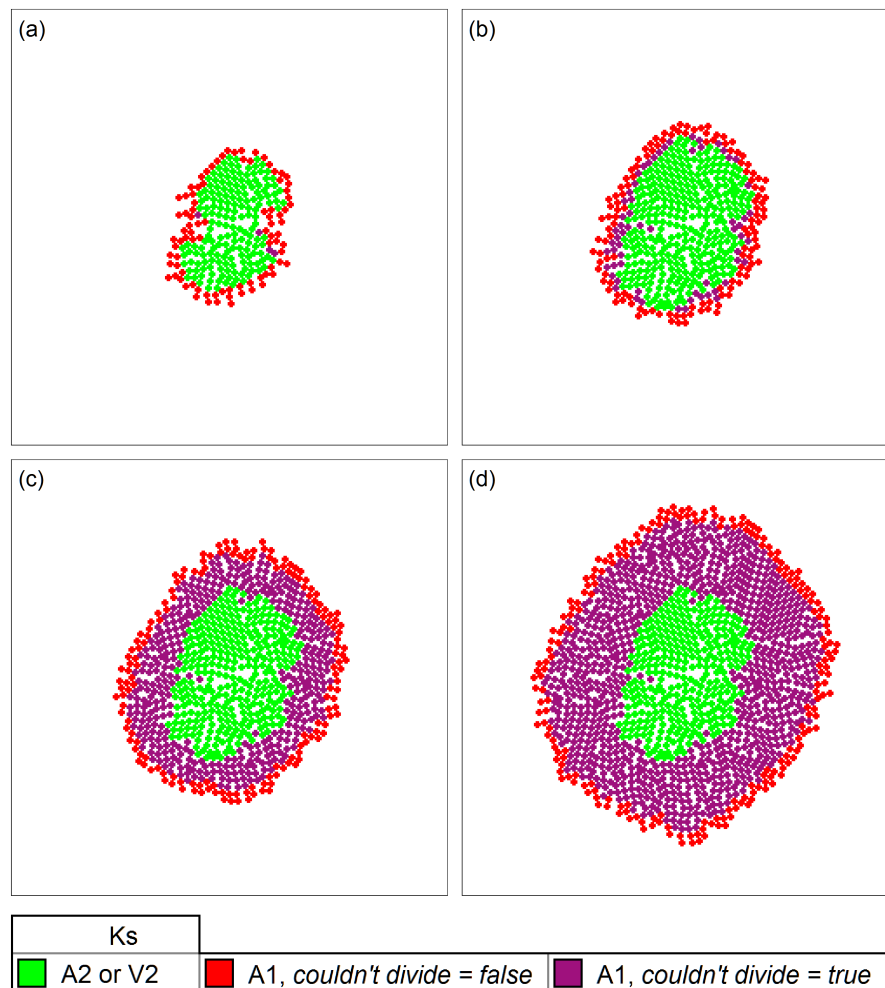 (a)
(b)
(c)
(d)
Ks
A2 or V2
A1, couldn't divide = false
A1, couldn't divide = true